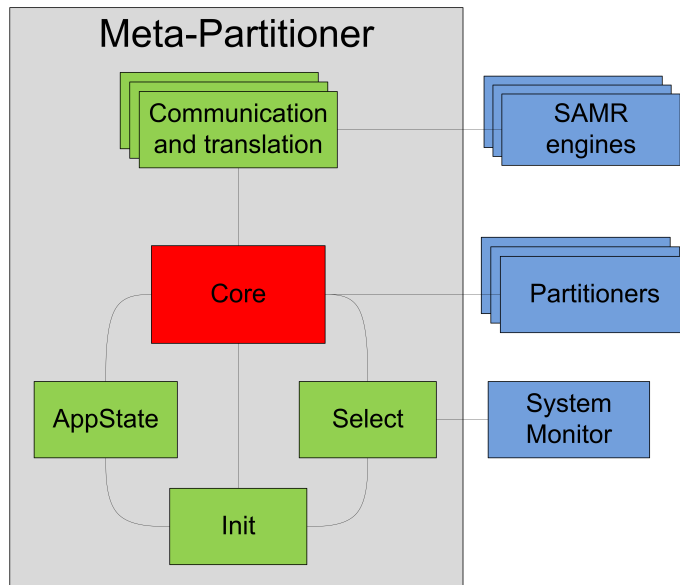 Meta-Partitioner
Communication
and translation
SAMR
engines
Core
Partitioners
AppState
Select
System
Monitor
Init